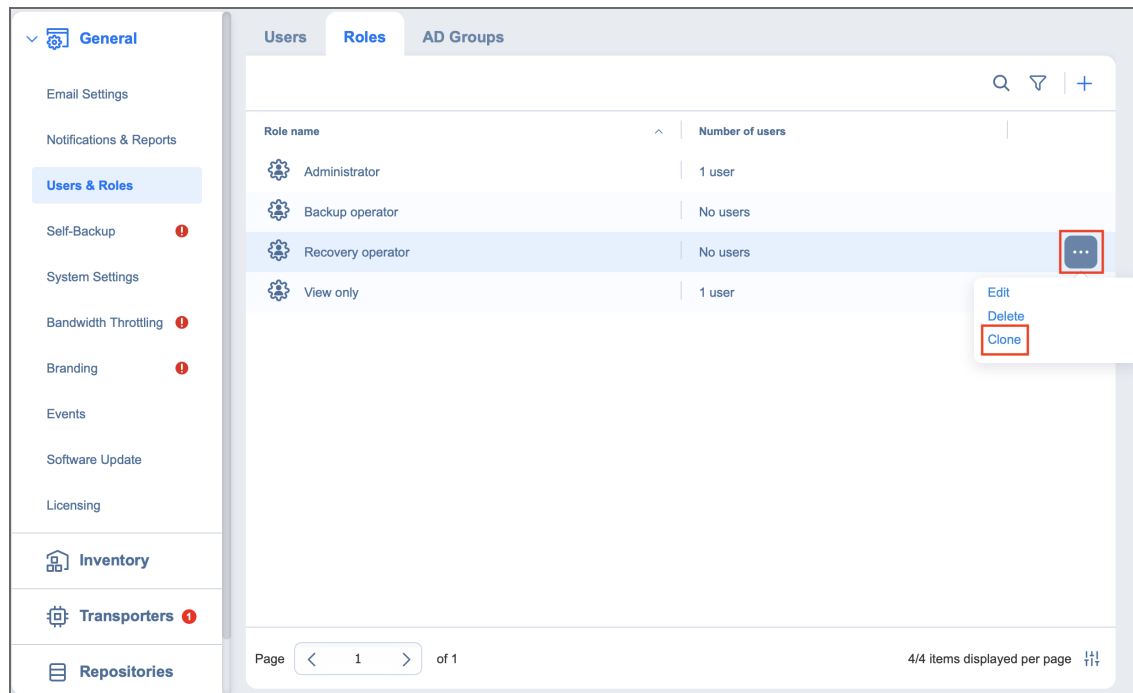 General
Email Settings
Notifications & Reports
Users & Roles
Self-Backup
System Settings
Bandwidth Throttling
Branding
Events
Software Update
Licensing
Inventory
Transporters 1
Repositories
Users Roles AD Groups
Role name Number of users
Administrator 1 user
Backup operator No users
Recovery operator No users
View only 1 user
Edit
Delete
Clone
Page 1 of 1 4/4 items displayed per page